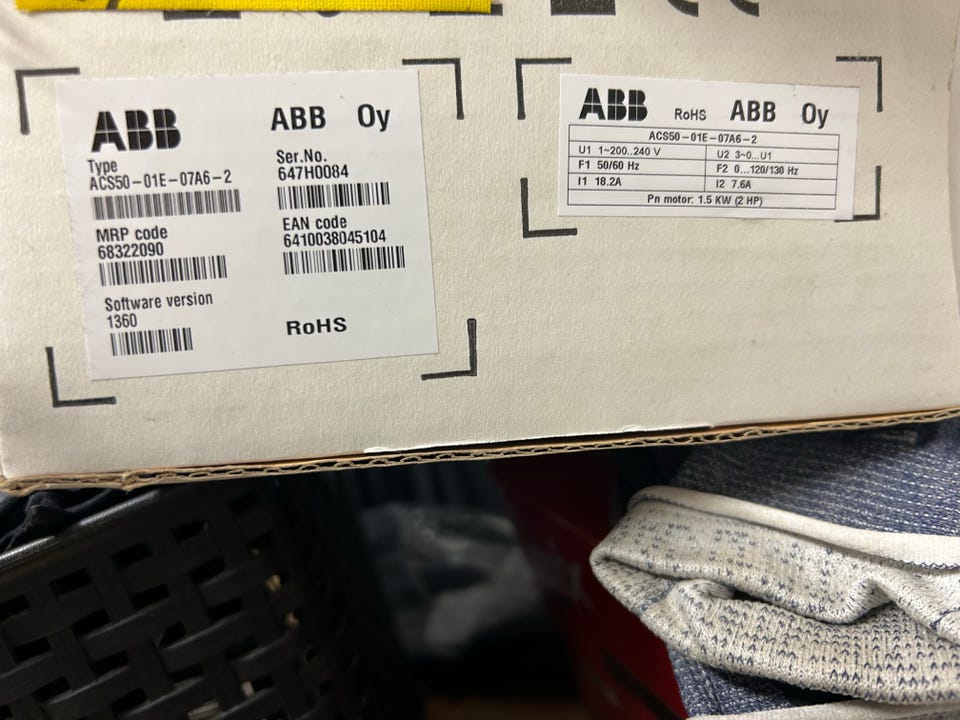 ABB
ABB Oy
Type
ACS50-01E-07A6-2
Ser.No.
647H0084
MRP code
68322090
EAN code
6410038045104
Software version
1360
RoHS
ABB RoHS ABB Oy
ACS50-01E-07A6-2
U1 1~200..240 V
U2 3~0...U1
F1 50/60 Hz
F2 0...120/130 Hz
I1 18.2A
I2 7.6A
Pn motor: 1.5 KW (2 HP)